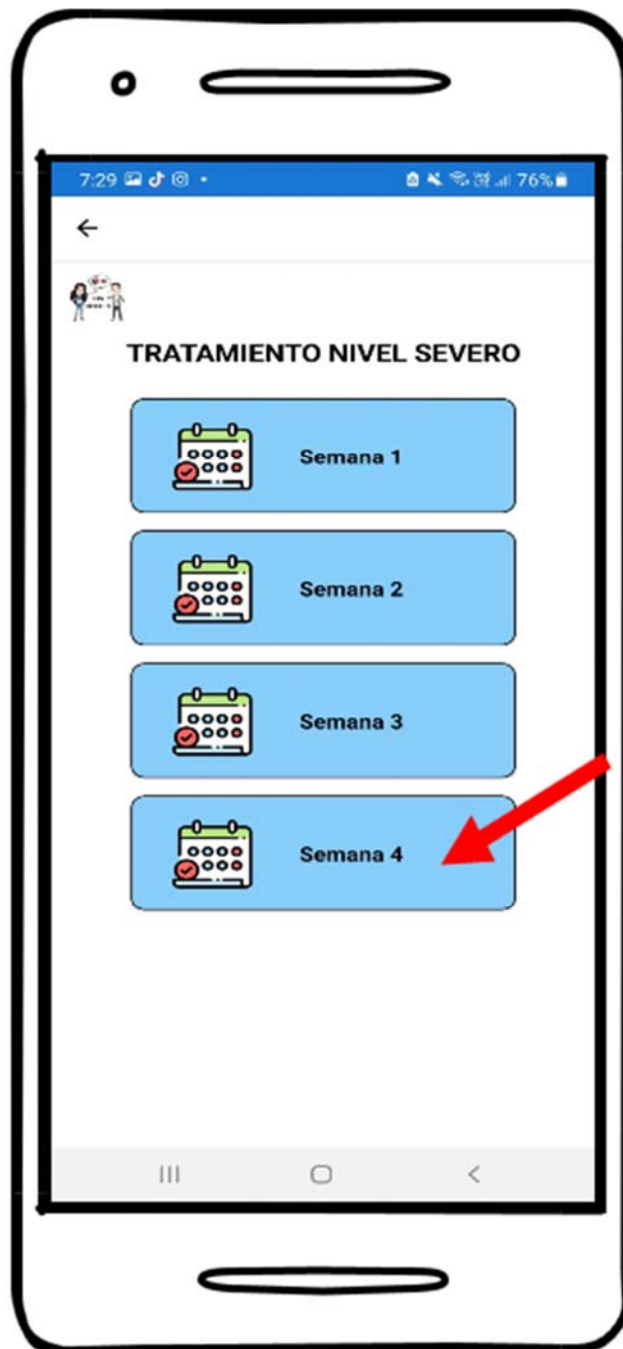 7:29
76%
TRATAMIENTO NIVEL SEVERO
Semana 1
Semana 2
Semana 3
Semana 4